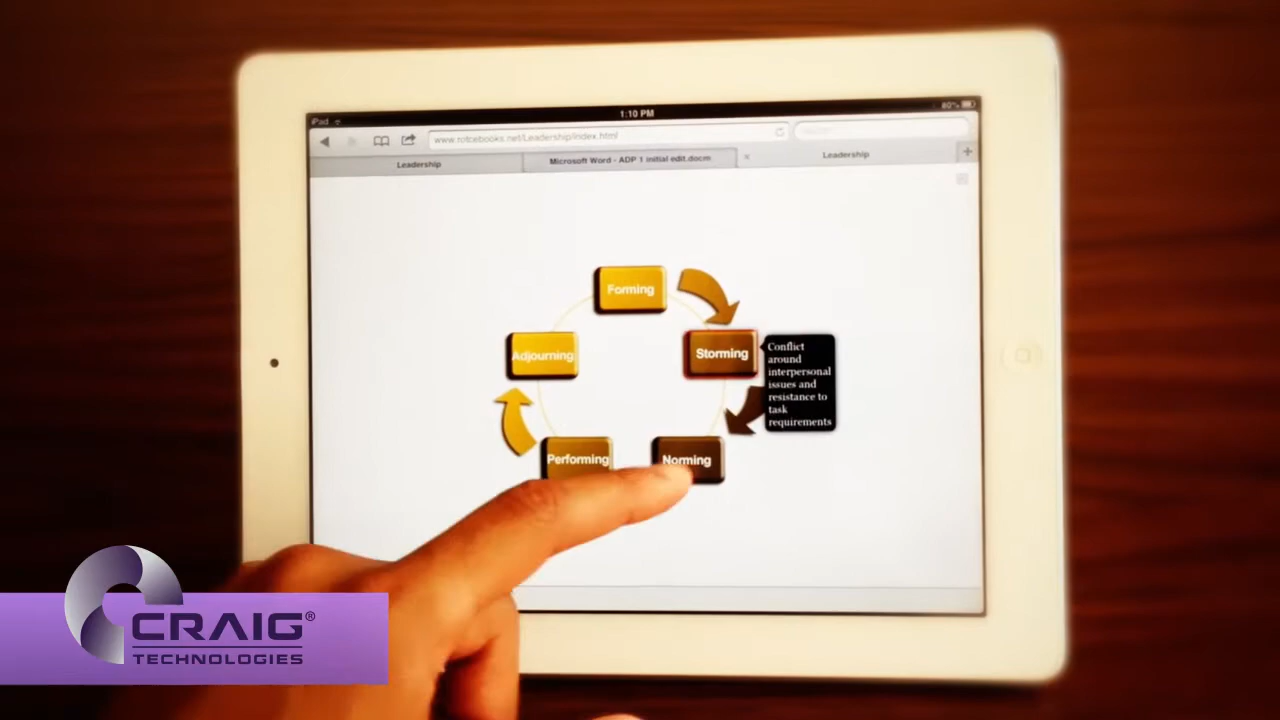 iPad
1:10 PM
80%
www.rotcebooks.net/Leadership/index.html
Leadership
Microsoft Word - ADP 1 initial edit.docm
Leadership
Forming
Adjourning
Storming
Conflict
around
interpersonal
issues and
resistance to
task
requirements
Performing
Norming
CRAIG®
TECHNOLOGIES